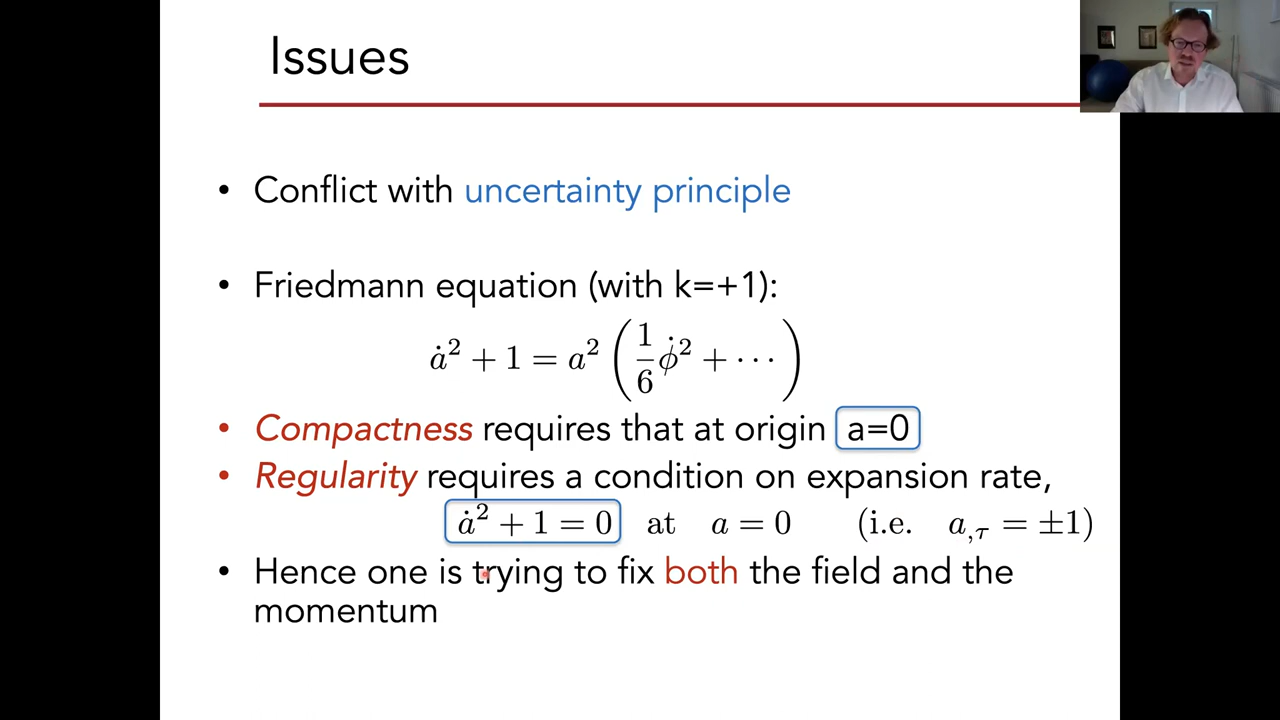 Issues
• Conflict with uncertainty principle
• Friedmann equation (with k=+1):
ȧ² + 1 = a² (1/6 φ̇² + ⋯)
• Compactness requires that at origin a=0
• Regularity requires a condition on expansion rate,
ȧ² + 1 = 0 at a = 0 (i.e. a,τ = ±1)
• Hence one is trying to fix both the field and the
momentum